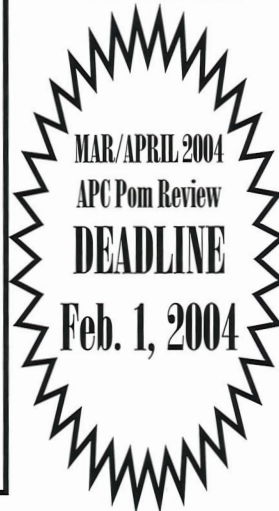 MAR/APRIL 2004
APC Pom Review
DEADLINE
Feb. 1, 2004